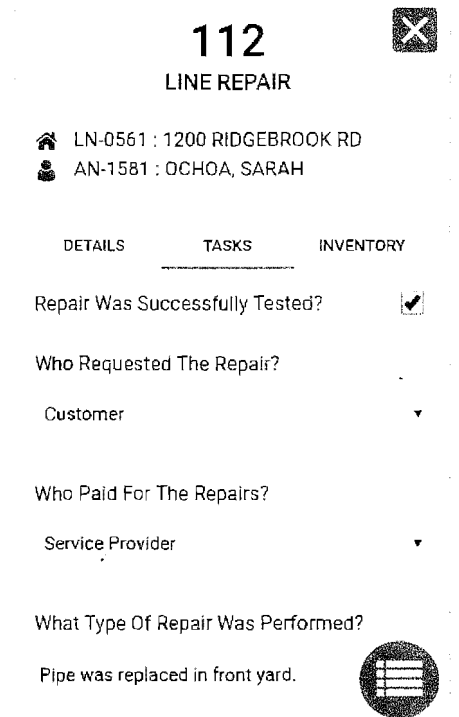 112
LINE REPAIR
LN-0561 : 1200 RIDGEBROOK RD
AN-1581 : OCHOA, SARAH
DETAILS TASKS INVENTORY
Repair Was Successfully Tested?
Who Requested The Repair?
Customer
Who Paid For The Repairs?
Service Provider
What Type Of Repair Was Performed?
Pipe was replaced in front yard.